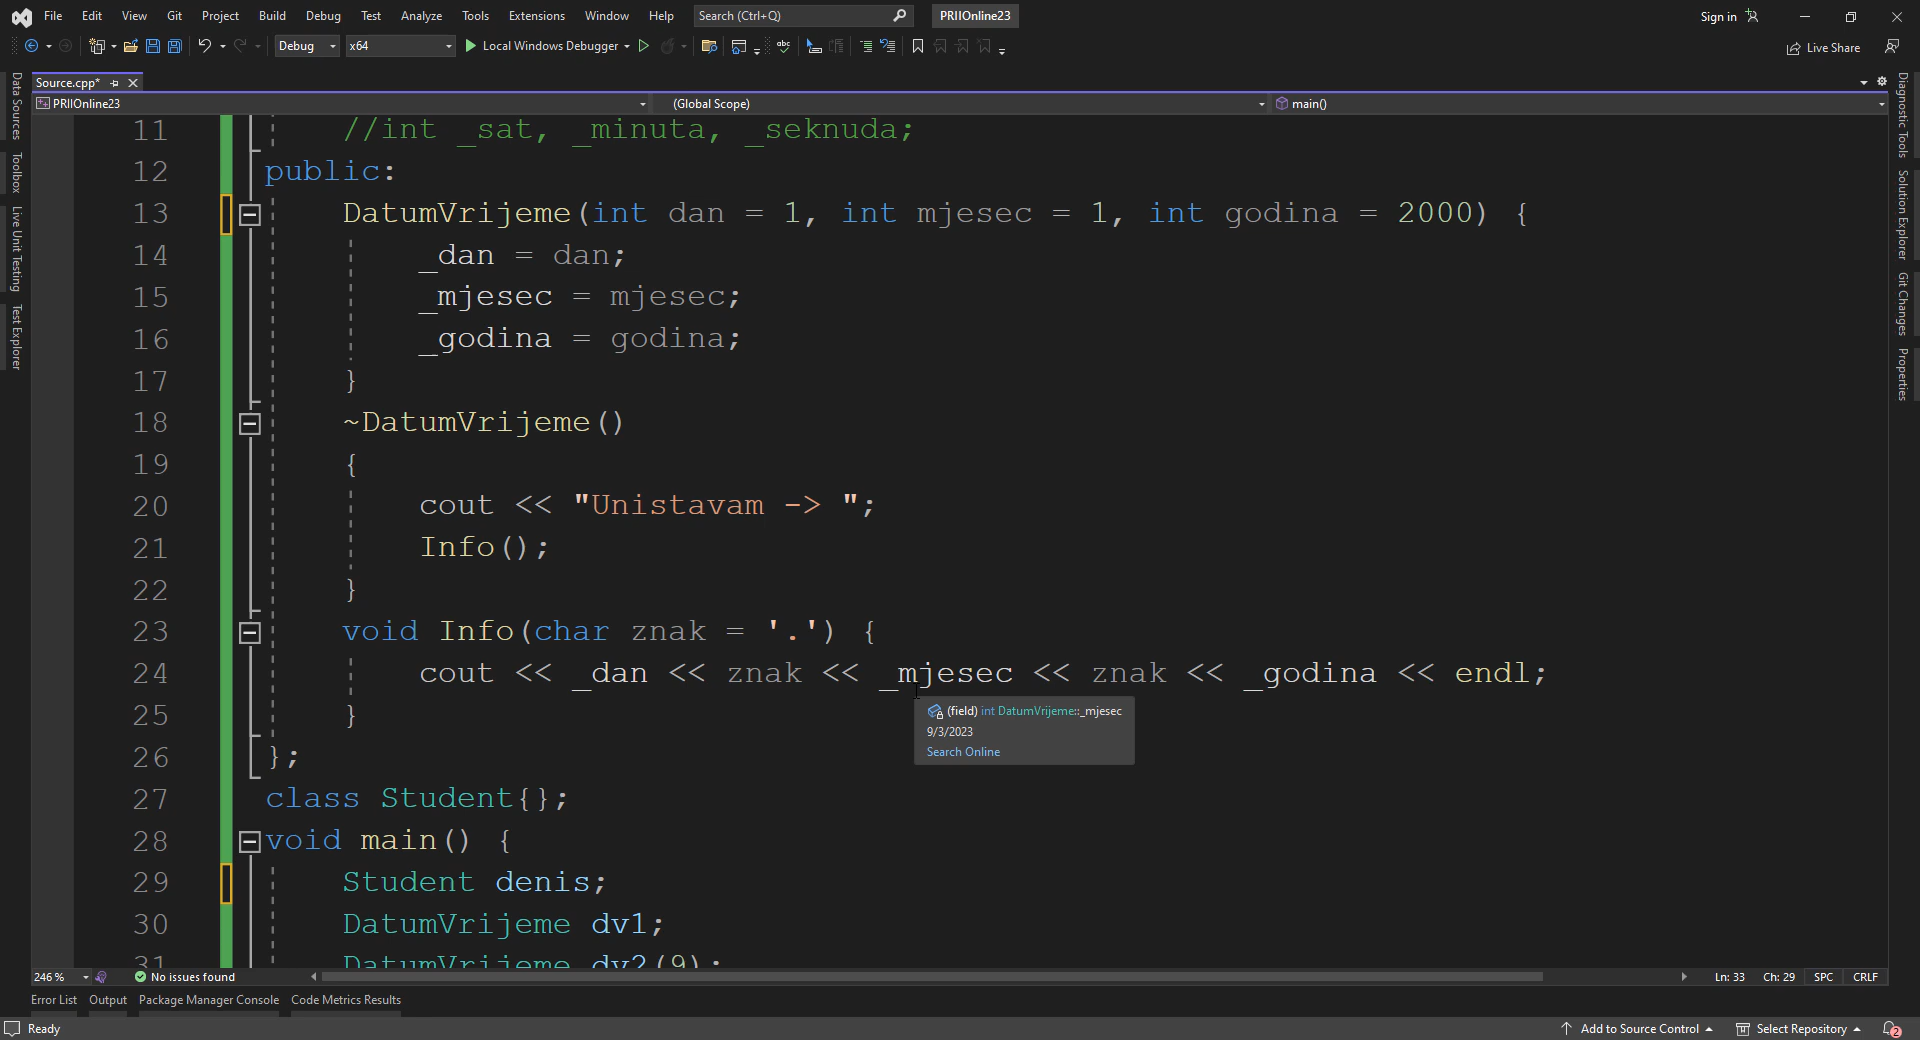 File Edit View Git Project Build Debug Test Analyze Tools Extensions Window Help Search (Ctrl+Q) PRIIOnline23 Sign in
Debug x64 Local Windows Debugger Live Share
Source.cpp*
PRIIOnline23 (Global Scope) main()
Data Sources
Toolbox
Live Unit Testing
Test Explorer
11 //int _sat, _minuta, _seknuda;
12 public:
13 DatumVrijeme(int dan = 1, int mjesec = 1, int godina = 2000) {
14 _dan = dan;
15 _mjesec = mjesec;
16 _godina = godina;
17 }
18 ~DatumVrijeme()
19 {
20 cout << "Unistavam -> ";
21 Info();
22 }
23 void Info(char znak = '.') {
24 cout << _dan << znak << _mjesec << znak << _godina << endl;
25 }
(field) int DatumVrijeme::_mjesec
9/3/2023
Search Online
26 };
27 class Student{};
28 void main() {
29 Student denis;
30 DatumVrijeme dv1;
31 DatumVrijeme dv2(9);
Diagnostic Tools
Solution Explorer
Git Changes
Properties
246 % No issues found Ln: 33 Ch: 29 SPC CRLF
Error List Output Package Manager Console Code Metrics Results
Ready Add to Source Control Select Repository 2